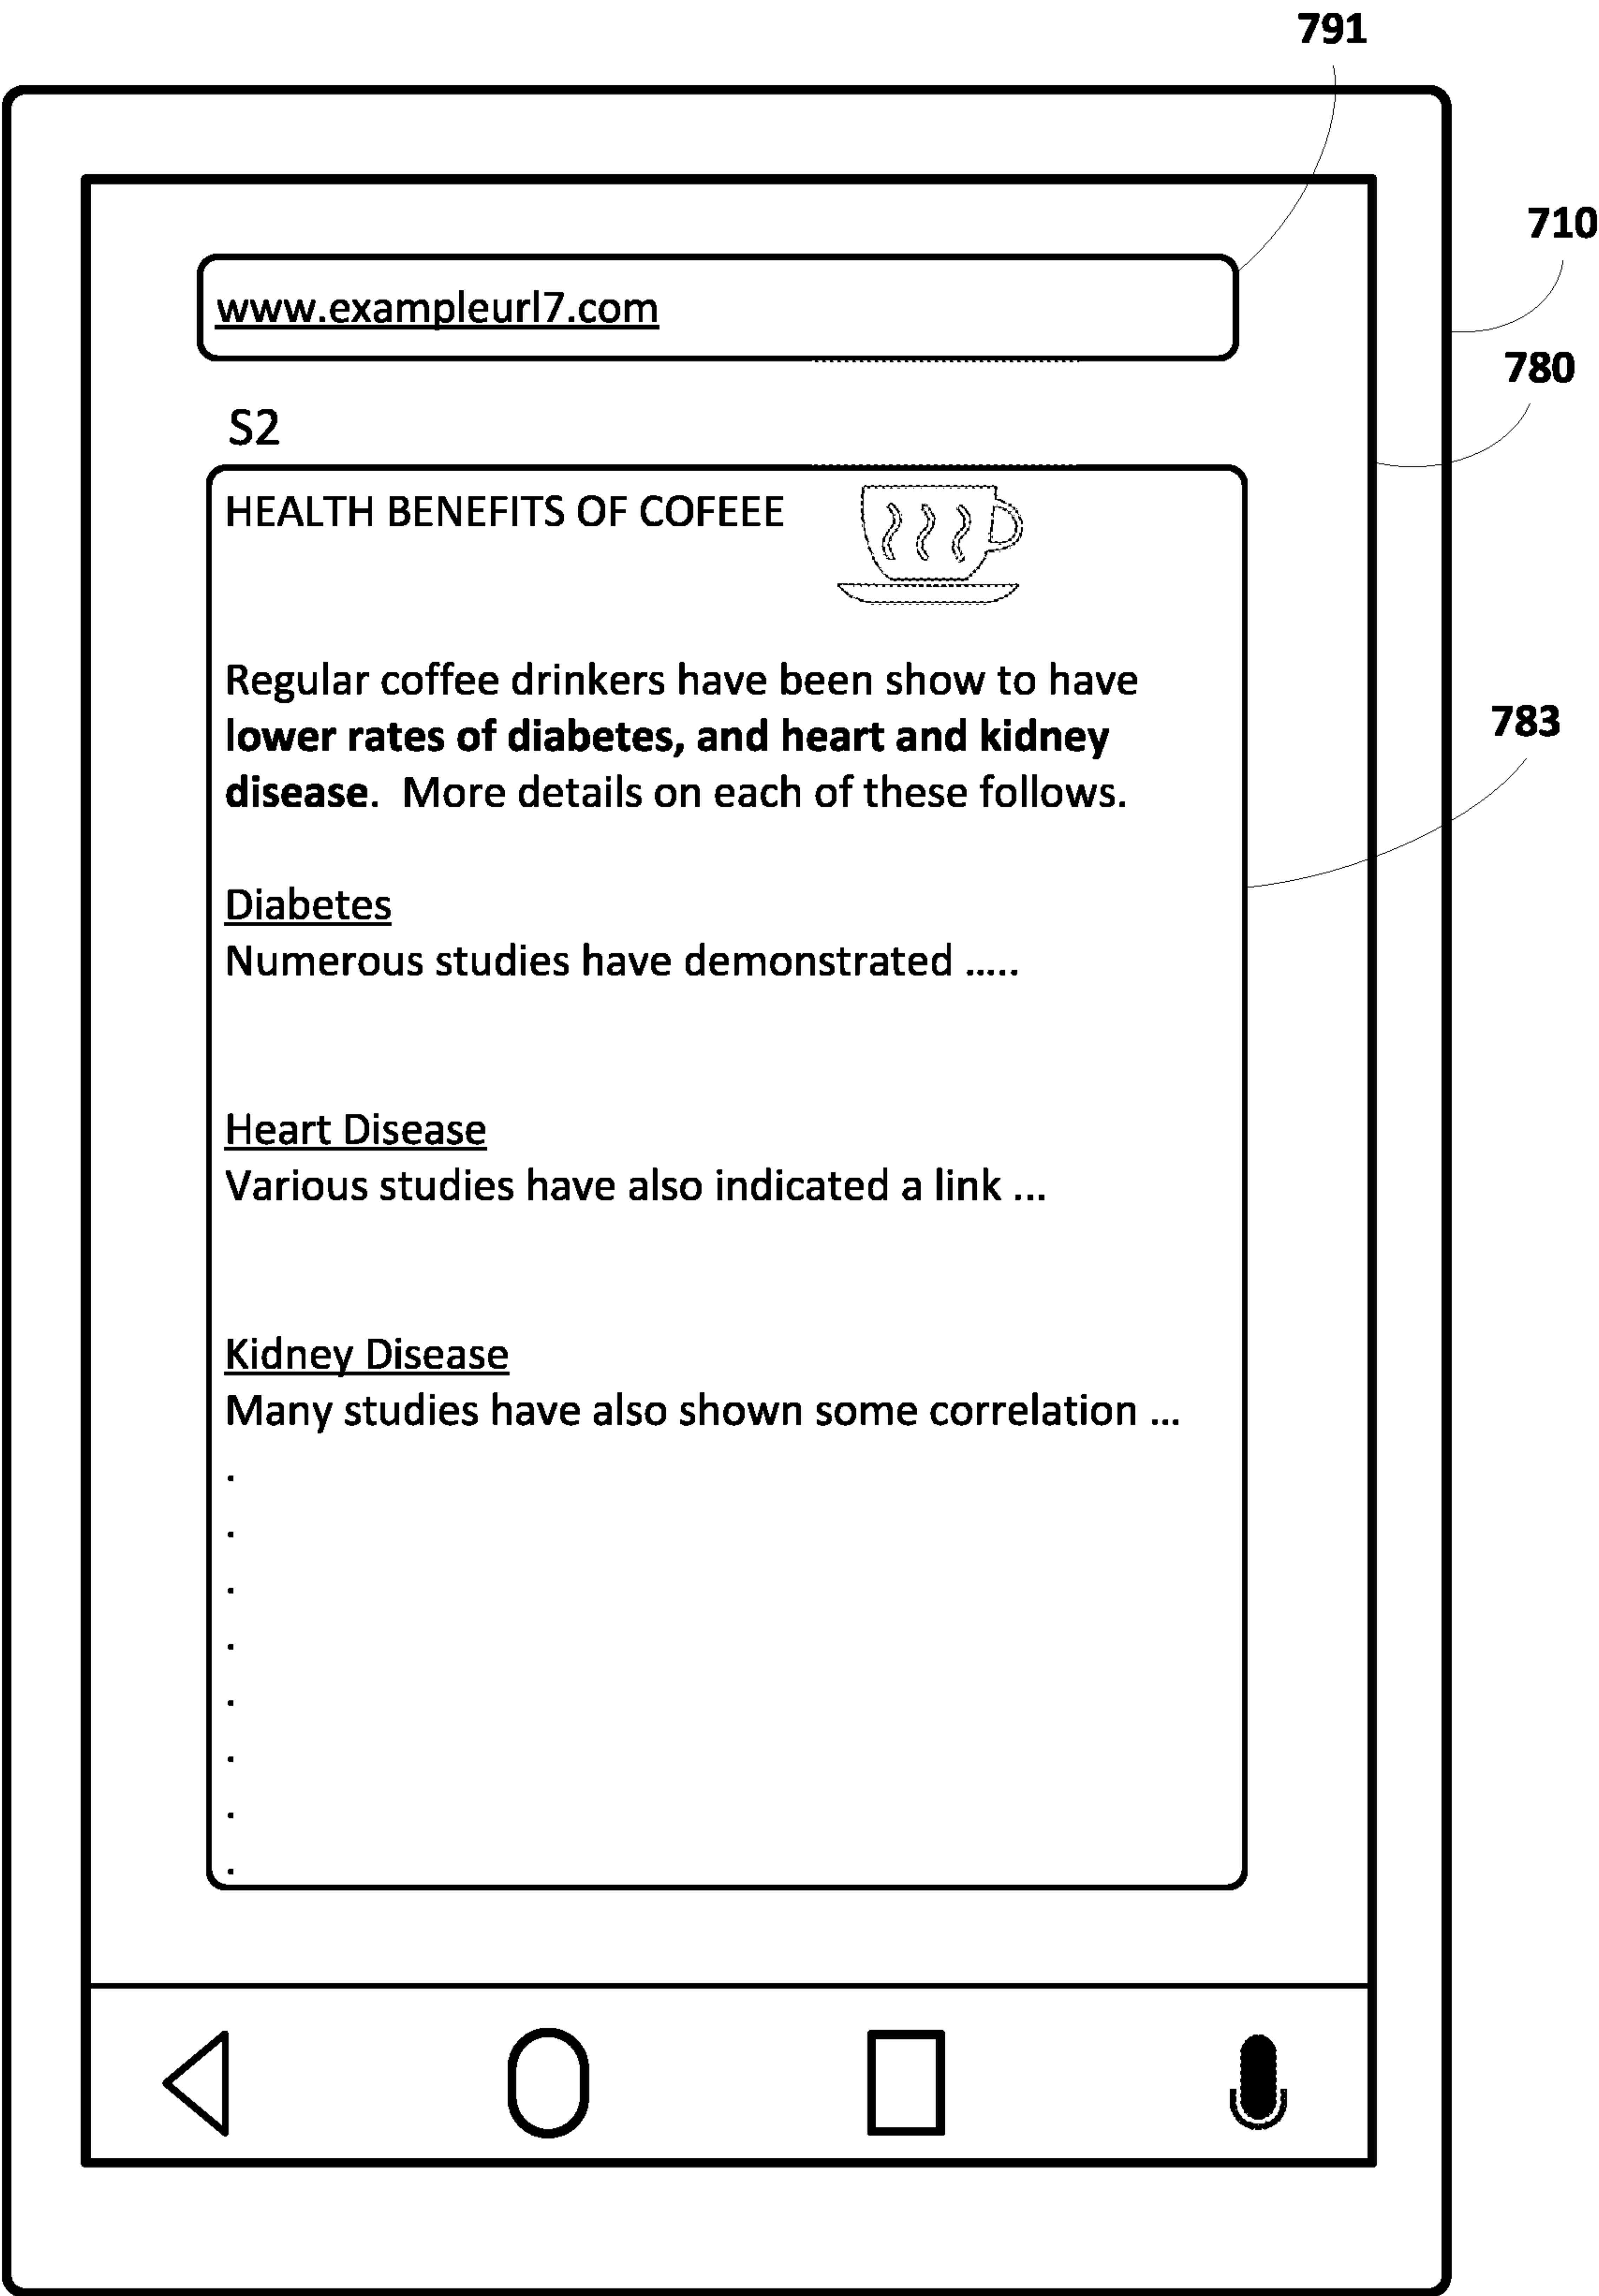 791
710
www.exampleurl7.com
780
S2
HEALTH BENEFITS OF COFEEE
Regular coffee drinkers have been show to have
lower rates of diabetes, and heart and kidney
783
disease.  More details on each of these follows.
Diabetes
Numerous studies have demonstrated .....
Heart Disease
Various studies have also indicated a link ...
Kidney Disease
Many studies have also shown some correlation ...
.
.
.
.
.
.
.
.